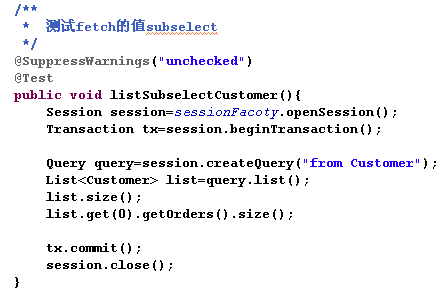 /**
 *  测试fetch的值subselect
 */
@SuppressWarnings("unchecked")
@Test
public void listSubselectCustomer(){
    Session session=sessionFacoty.openSession();
    Transaction tx=session.beginTransaction();

    Query query=session.createQuery("from Customer");
    List<Customer> list=query.list();
    list.size();
    list.get(0).getOrders().size();

    tx.commit();
    session.close();
}